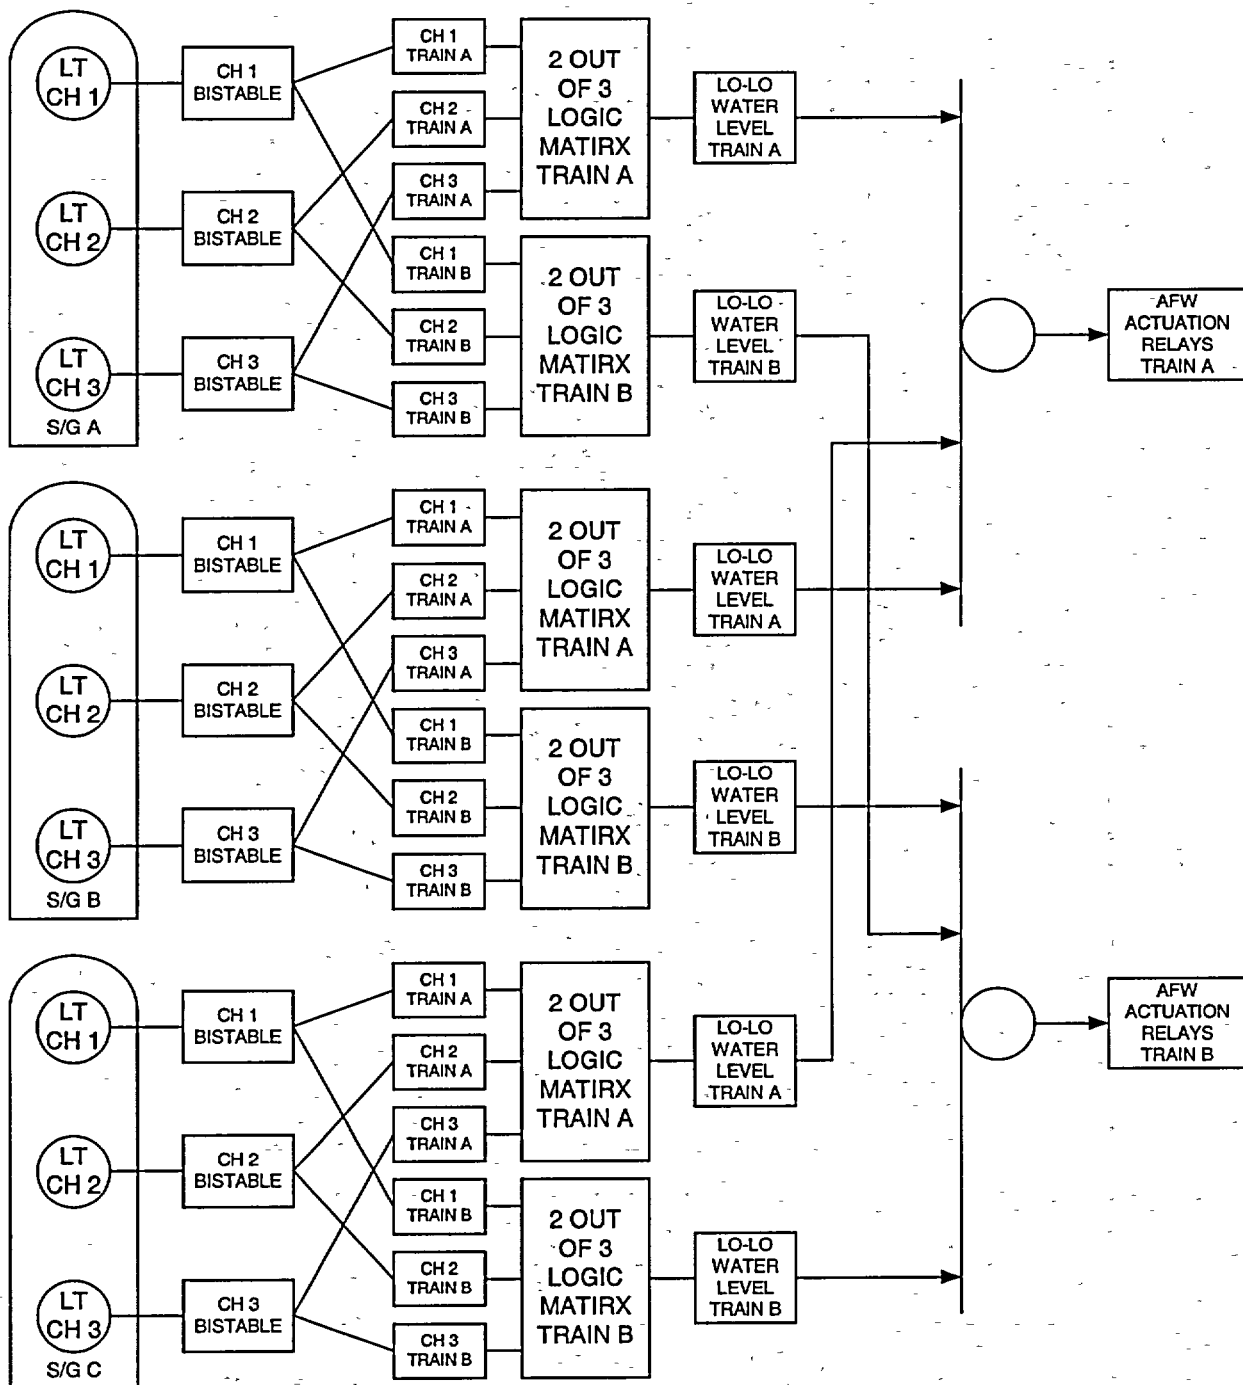 LT
CH 1
LT
CH 2
LT
CH 3
S/G A
CH 1
BISTABLE
CH 2
BISTABLE
CH 3
BISTABLE
CH 1
TRAIN A
CH 2
TRAIN A
CH 3
TRAIN A
CH 1
TRAIN B
CH 2
TRAIN B
CH 3
TRAIN B
2 OUT
OF 3
LOGIC
MATIRX
TRAIN A
2 OUT
OF 3
LOGIC
MATIRX
TRAIN B
LO-LO
WATER
LEVEL
TRAIN A
LO-LO
WATER
LEVEL
TRAIN B
AFW
ACTUATION
RELAYS
TRAIN A
LT
CH 1
LT
CH 2
LT
CH 3
S/G B
CH 1
BISTABLE
CH 2
BISTABLE
CH 3
BISTABLE
CH 1
TRAIN A
CH 2
TRAIN A
CH 3
TRAIN A
CH 1
TRAIN B
CH 2
TRAIN B
CH 3
TRAIN B
2 OUT
OF 3
LOGIC
MATIRX
TRAIN A
2 OUT
OF 3
LOGIC
MATIRX
TRAIN B
LO-LO
WATER
LEVEL
TRAIN A
LO-LO
WATER
LEVEL
TRAIN B
LT
CH 1
LT
CH 2
LT
CH 3
S/G C
CH 1
BISTABLE
CH 2
BISTABLE
CH 3
BISTABLE
CH 1
TRAIN A
CH 2
TRAIN A
CH 3
TRAIN A
CH 1
TRAIN B
CH 2
TRAIN B
CH 3
TRAIN B
2 OUT
OF 3
LOGIC
MATIRX
TRAIN A
2 OUT
OF 3
LOGIC
MATIRX
TRAIN B
LO-LO
WATER
LEVEL
TRAIN A
LO-LO
WATER
LEVEL
TRAIN B
AFW
ACTUATION
RELAYS
TRAIN B